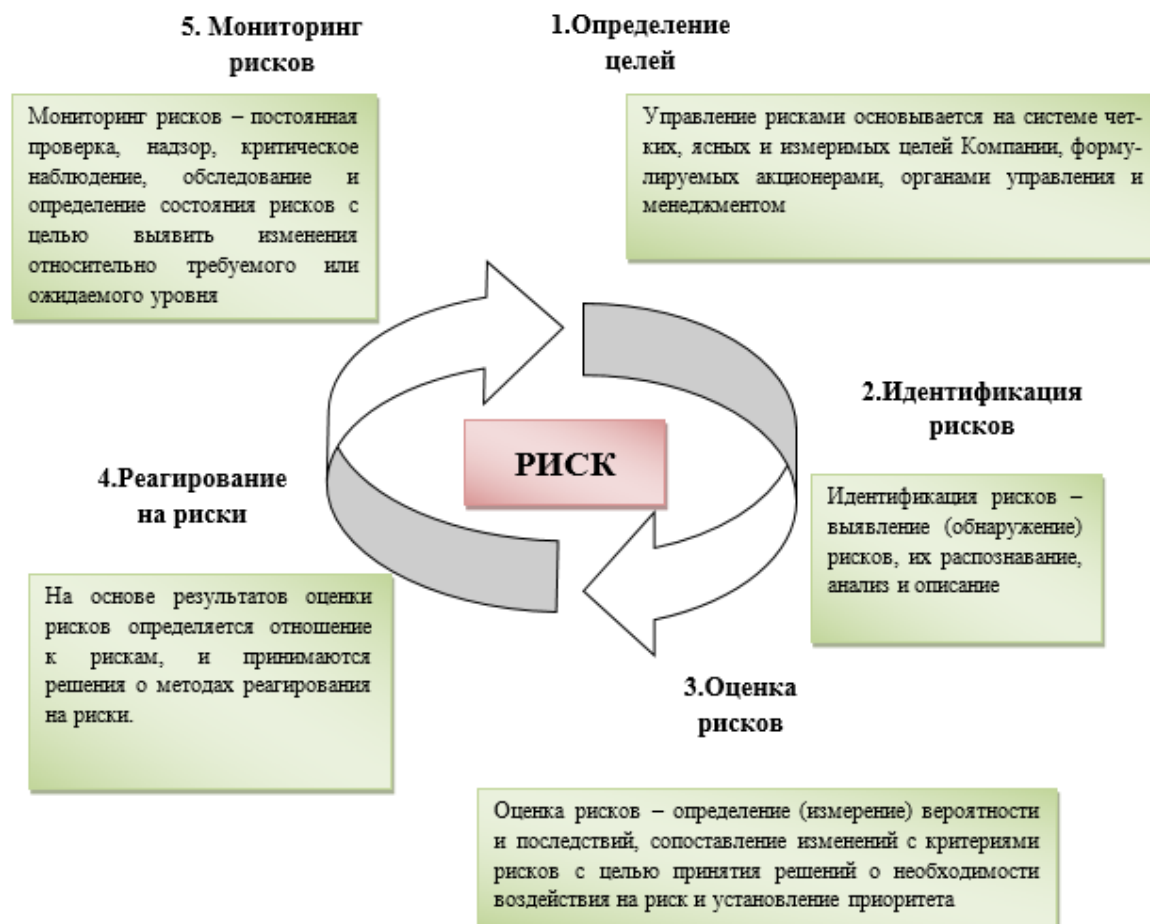 1.Определение
целей
Управление рисками основывается на системе чет-
ких, ясных и измеримых целей Компании, форму-
лируемых акционерами, органами управления и
менеджментом
2.Идентификация
рисков
Идентификация рисков –
выявление (обнаружение)
рисков, их распознавание,
анализ и описание
3.Оценка
рисков
Оценка рисков – определение (измерение) вероятности
и последствий, сопоставление изменений с критериями
рисков с целью принятия решений о необходимости
воздействия на риск и установление приоритета
4.Реагирование
на риски
На основе результатов оценки
рисков определяется отношение
к рискам, и принимаются
решения о методах реагирования
на риски.
5. Мониторинг
рисков
Мониторинг рисков – постоянная
проверка, надзор, критическое
наблюдение, обследование и
определение состояния рисков с
целью выявить изменения
относительно требуемого или
ожидаемого уровня
РИСК